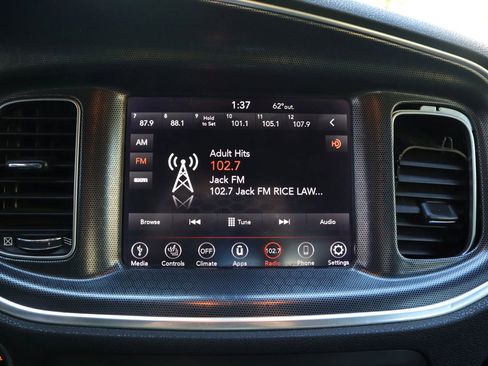 1:37 62° out.
7 87.9 8 88.1 9 Hold to Set 10 101.1 11 105.1 12 107.9
AM
FM
Adult Hits
102.7
Jack FM
102.7 Jack FM RICE LAW...
HD
Browse Tune Audio
OFF 102.7
Media Controls Climate Apps Radio Phone Settings